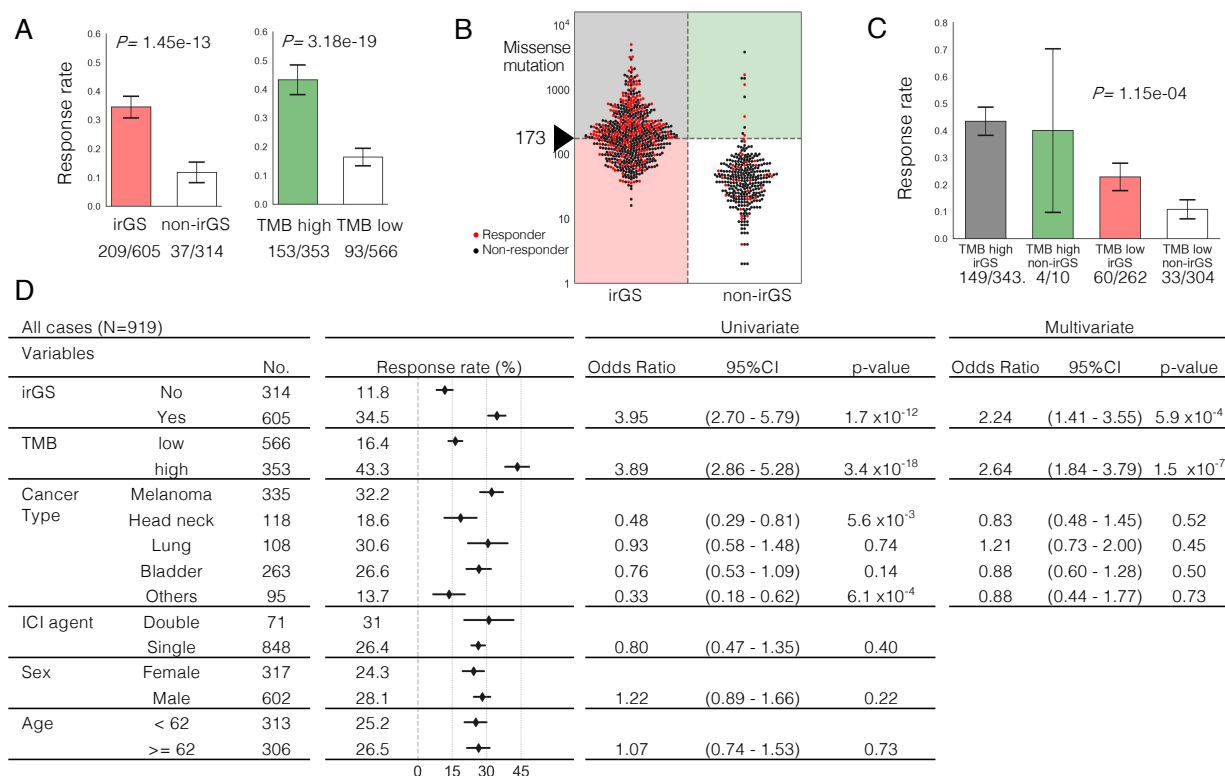 A
P= 1.45e-13
P= 3.18e-19
Response rate
0.6
0.5
0.4
0.3
0.2
0.1
0.0
0.6
0.5
0.4
0.3
0.2
0.1
0.0
irGS non-irGS
209/605 37/314
TMB high TMB low
153/353 93/566
B
Missense
mutation
10⁴
1000
173
100
10
1
Responder
Non-responder
irGS non-irGS
C
P= 1.15e-04
Response rate
0.8
0.7
0.6
0.5
0.4
0.3
0.2
0.1
0.0
TMB high TMB high TMB low TMB low
irGS non-irGS irGS non-irGS
149/343. 4/10 60/262 33/304
D
All cases (N=919) Univariate Multivariate
Variables
No. Response rate (%) Odds Ratio 95%CI p-value Odds Ratio 95%CI p-value
irGS No 314 11.8
Yes 605 34.5 3.95 (2.70 - 5.79) 1.7 x10⁻¹² 2.24 (1.41 - 3.55) 5.9 x10⁻⁴
TMB low 566 16.4
high 353 43.3 3.89 (2.86 - 5.28) 3.4 x10⁻¹⁸ 2.64 (1.84 - 3.79) 1.5 x10⁻⁷
Cancer Melanoma 335 32.2
Type Head neck 118 18.6 0.48 (0.29 - 0.81) 5.6 x10⁻³ 0.83 (0.48 - 1.45) 0.52
Lung 108 30.6 0.93 (0.58 - 1.48) 0.74 1.21 (0.73 - 2.00) 0.45
Bladder 263 26.6 0.76 (0.53 - 1.09) 0.14 0.88 (0.60 - 1.28) 0.50
Others 95 13.7 0.33 (0.18 - 0.62) 6.1 x10⁻⁴ 0.88 (0.44 - 1.77) 0.73
ICI agent Double 71 31
Single 848 26.4 0.80 (0.47 - 1.35) 0.40
Sex Female 317 24.3
Male 602 28.1 1.22 (0.89 - 1.66) 0.22
Age < 62 313 25.2
>= 62 306 26.5 1.07 (0.74 - 1.53) 0.73
0 15 30 45